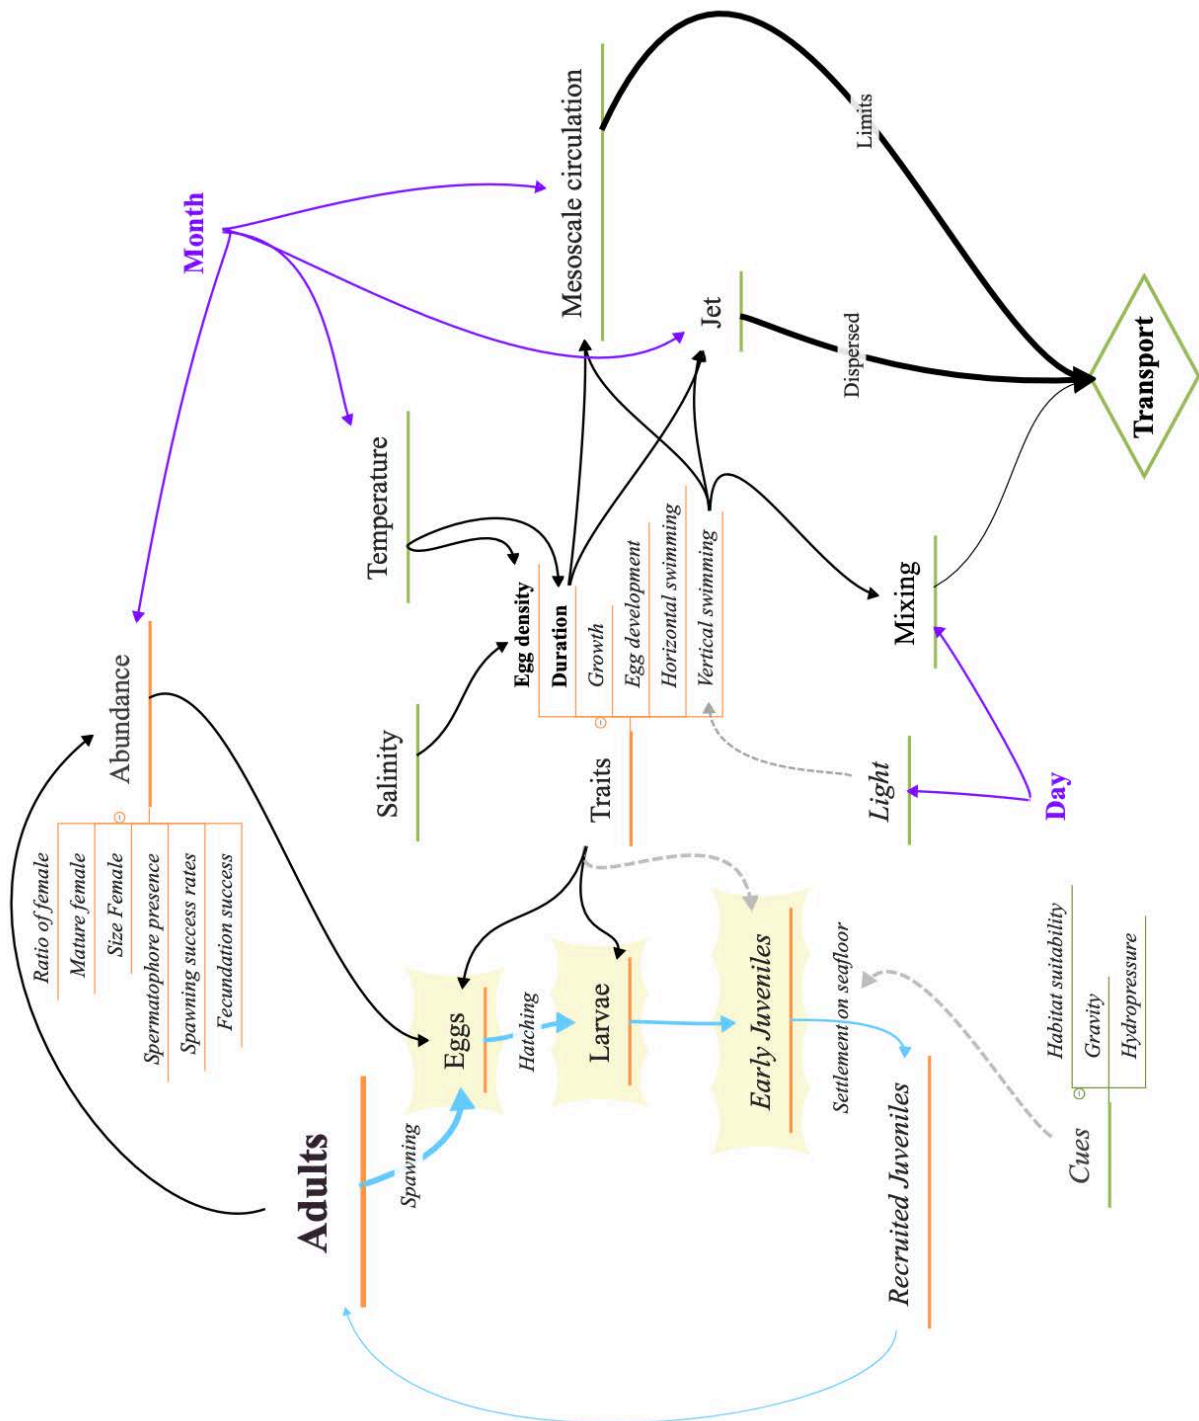 Adults
Spawning
Eggs
Hatching
Larvae
Early Juveniles
Settlement on seafloor
Recruited Juveniles
Cues
Habitat suitability
Gravity
Hydropressure
Ratio of female
Mature female
Size Female
Spermatophore presence
Spawning success rates
Fecundation success
Abundance
Salinity
Traits
Egg density
Duration
Growth
Egg development
Horizontal swimming
Vertical swimming
Light
Day
Temperature
Mixing
Month
Mesoscale circulation
Jet
Limits
Dispersed
Transport